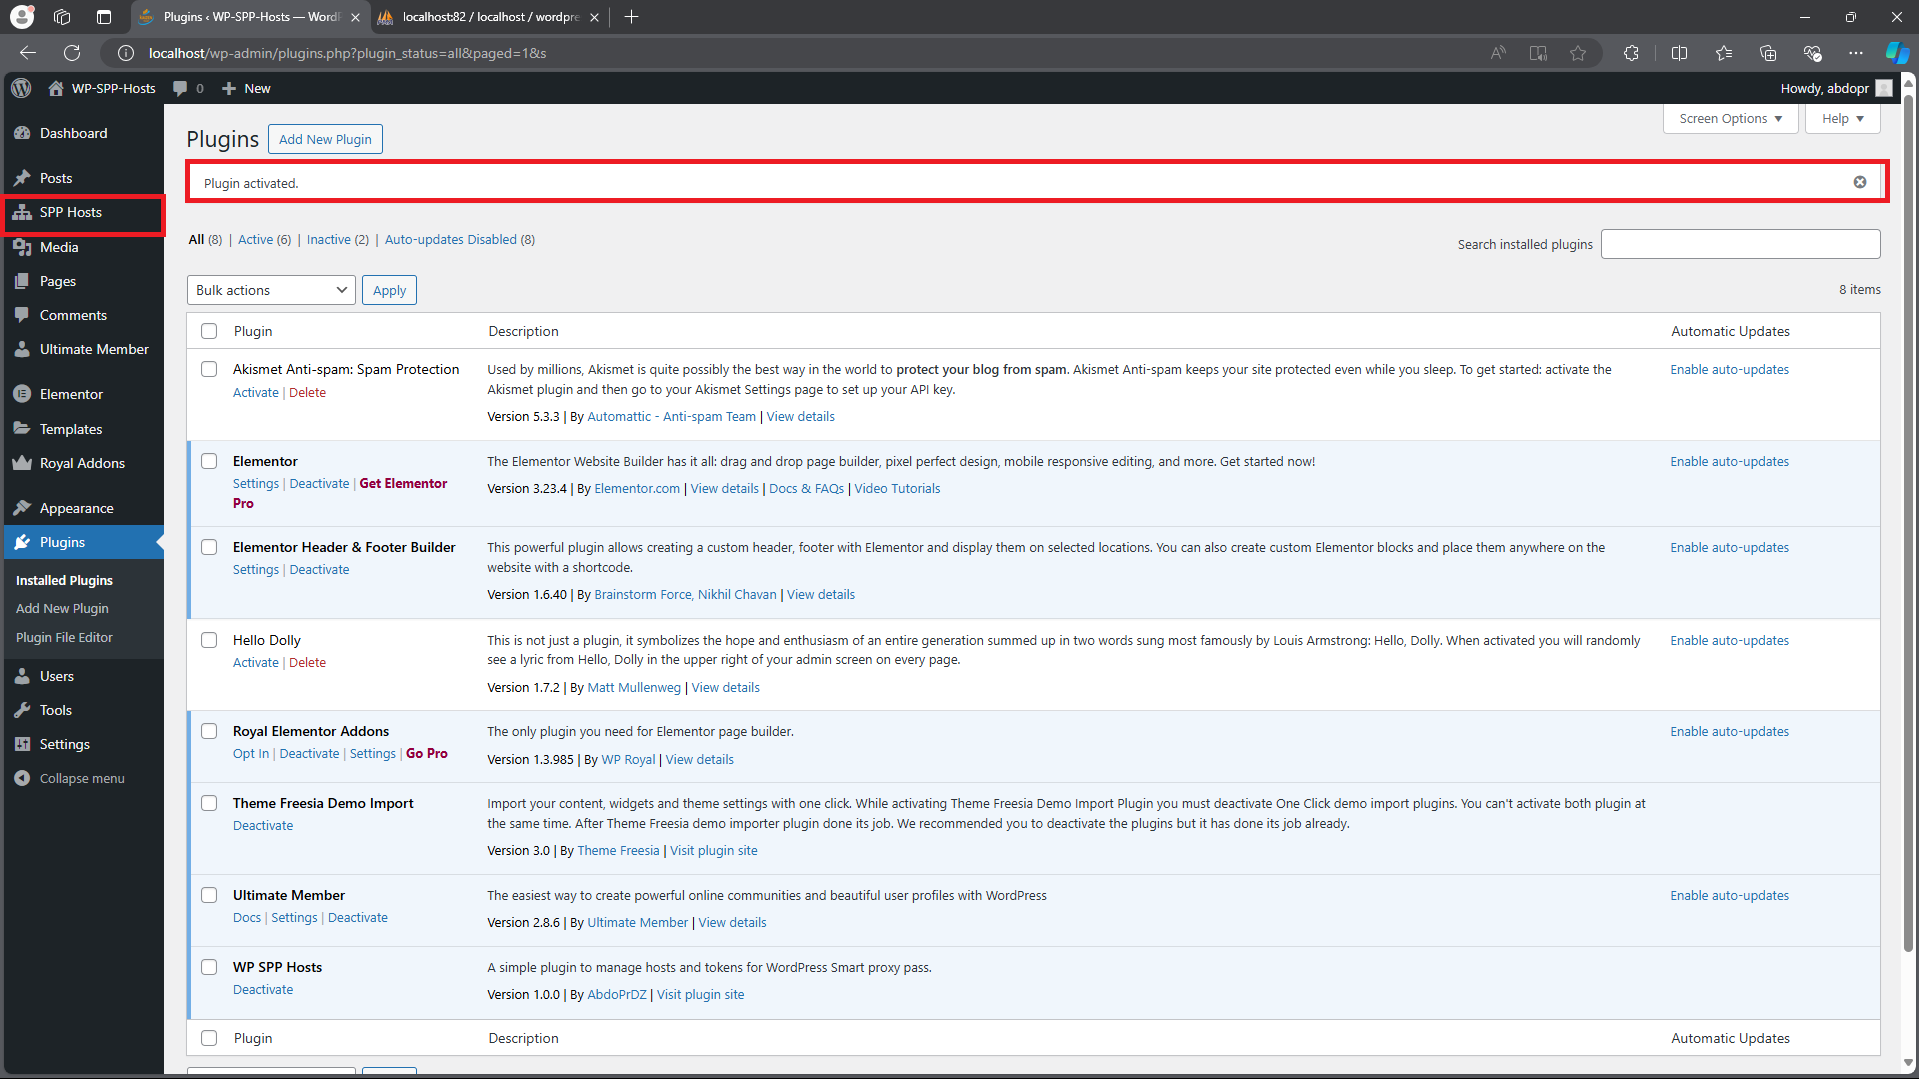 Plugins ‹ WP-SPP-Hosts — WordP
localhost:82 / localhost / wordpre
localhost/wp-admin/plugins.php?plugin_status=all&paged=1&s
WP-SPP-Hosts
0
New
Howdy, abdopr
Dashboard
Posts
SPP Hosts
Media
Pages
Comments
Ultimate Member
Elementor
Templates
Royal Addons
Appearance
Plugins
Installed Plugins
Add New Plugin
Plugin File Editor
Users
Tools
Settings
Collapse menu
Screen Options
Help
Plugins
Add New Plugin
Plugin activated.
All (8) | Active (6) | Inactive (2) | Auto-updates Disabled (8)
Search installed plugins
Bulk actions
Apply
8 items
Plugin
Description
Automatic Updates
Akismet Anti-spam: Spam Protection
Activate | Delete
Used by millions, Akismet is quite possibly the best way in the world to protect your blog from spam. Akismet Anti-spam keeps your site protected even while you sleep. To get started: activate the
Akismet plugin and then go to your Akismet Settings page to set up your API key.
Version 5.3.3 | By Automattic - Anti-spam Team | View details
Enable auto-updates
Elementor
Settings | Deactivate | Get Elementor
Pro
The Elementor Website Builder has it all: drag and drop page builder, pixel perfect design, mobile responsive editing, and more. Get started now!
Version 3.23.4 | By Elementor.com | View details | Docs & FAQs | Video Tutorials
Enable auto-updates
Elementor Header & Footer Builder
Settings | Deactivate
This powerful plugin allows creating a custom header, footer with Elementor and display them on selected locations. You can also create custom Elementor blocks and place them anywhere on the
website with a shortcode.
Version 1.6.40 | By Brainstorm Force, Nikhil Chavan | View details
Enable auto-updates
Hello Dolly
Activate | Delete
This is not just a plugin, it symbolizes the hope and enthusiasm of an entire generation summed up in two words sung most famously by Louis Armstrong: Hello, Dolly. When activated you will randomly
see a lyric from Hello, Dolly in the upper right of your admin screen on every page.
Version 1.7.2 | By Matt Mullenweg | View details
Enable auto-updates
Royal Elementor Addons
Opt In | Deactivate | Settings | Go Pro
The only plugin you need for Elementor page builder.
Version 1.3.985 | By WP Royal | View details
Enable auto-updates
Theme Freesia Demo Import
Deactivate
Import your content, widgets and theme settings with one click. While activating Theme Freesia Demo Import Plugin you must deactivate One Click demo import plugins. You can't activate both plugin at
the same time. After Theme Freesia demo importer plugin done its job. We recommended you to deactivate the plugins but it has done its job already.
Version 3.0 | By Theme Freesia | Visit plugin site
Ultimate Member
Docs | Settings | Deactivate
The easiest way to create powerful online communities and beautiful user profiles with WordPress
Version 2.8.6 | By Ultimate Member | View details
Enable auto-updates
WP SPP Hosts
Deactivate
A simple plugin to manage hosts and tokens for WordPress Smart proxy pass.
Version 1.0.0 | By AbdoPrDZ | Visit plugin site
Plugin
Description
Automatic Updates